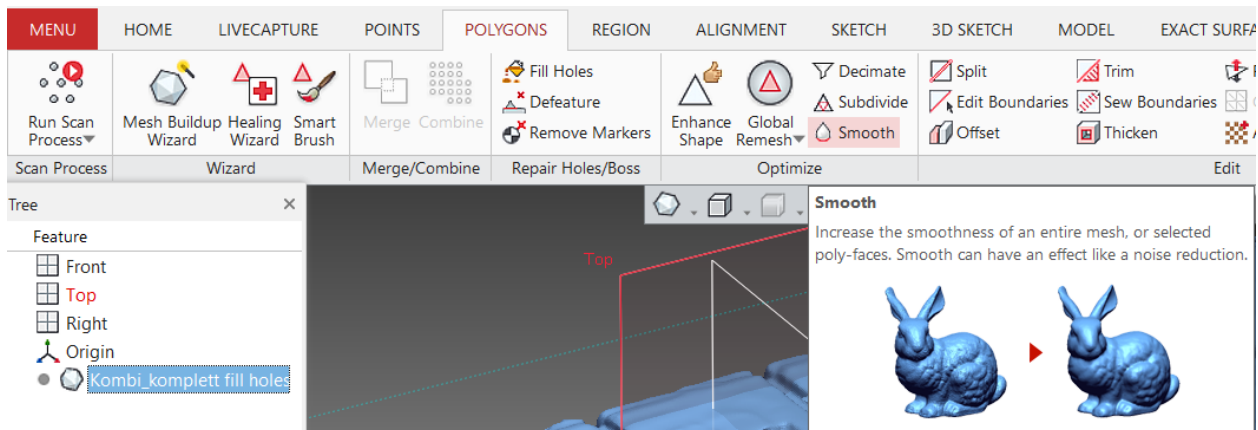 MENU HOME LIVECAPTURE POINTS POLYGONS REGION ALIGNMENT SKETCH 3D SKETCH MODEL EXACT SURFA
Run Scan
Process
Mesh Buildup
Wizard
Healing
Wizard
Smart
Brush
Merge Combine
Fill Holes
Defeature
Remove Markers
Enhance
Shape
Global
Remesh
Decimate
Subdivide
Smooth
Split
Edit Boundaries
Offset
Trim
Sew Boundaries
Thicken
Scan Process Wizard Merge/Combine Repair Holes/Boss Optimize Edit
Tree
Feature
Front
Top
Right
Origin
Kombi_komplett fill holes
Top
Smooth
Increase the smoothness of an entire mesh, or selected
poly-faces. Smooth can have an effect like a noise reduction.